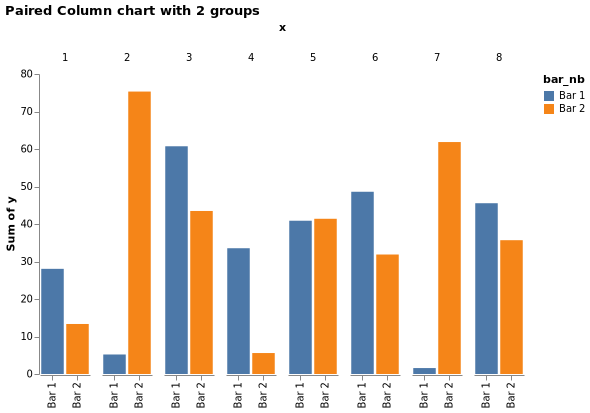 Paired Column chart with 2 groups
x
1 2 3 4 5 6 7 8
80
70
60
50
40
30
20
10
0
Sum of y
Bar 1 Bar 2 Bar 1 Bar 2 Bar 1 Bar 2 Bar 1 Bar 2 Bar 1 Bar 2 Bar 1 Bar 2 Bar 1 Bar 2 Bar 1 Bar 2
bar_nb
Bar 1
Bar 2